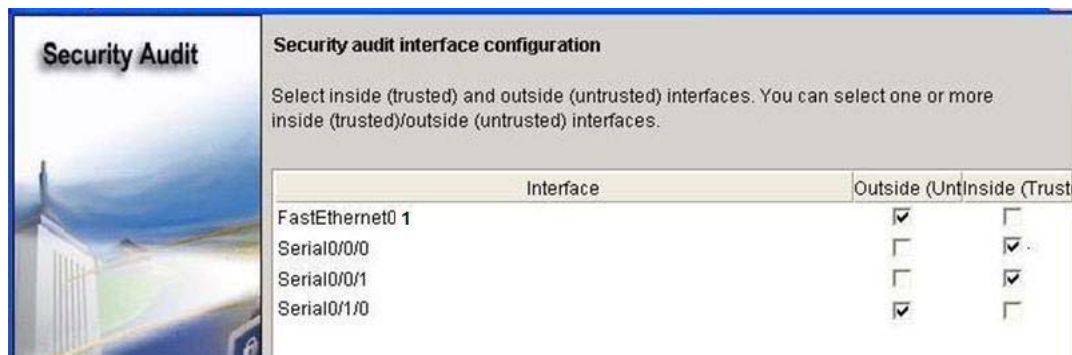 Security Audit
Security audit interface configuration
Select inside (trusted) and outside (untrusted) interfaces. You can select one or more
inside (trusted)/outside (untrusted) interfaces.
Interface Outside (Unt Inside (Trust
FastEthernet0 1
Serial0/0/0
Serial0/0/1
Serial0/1/0